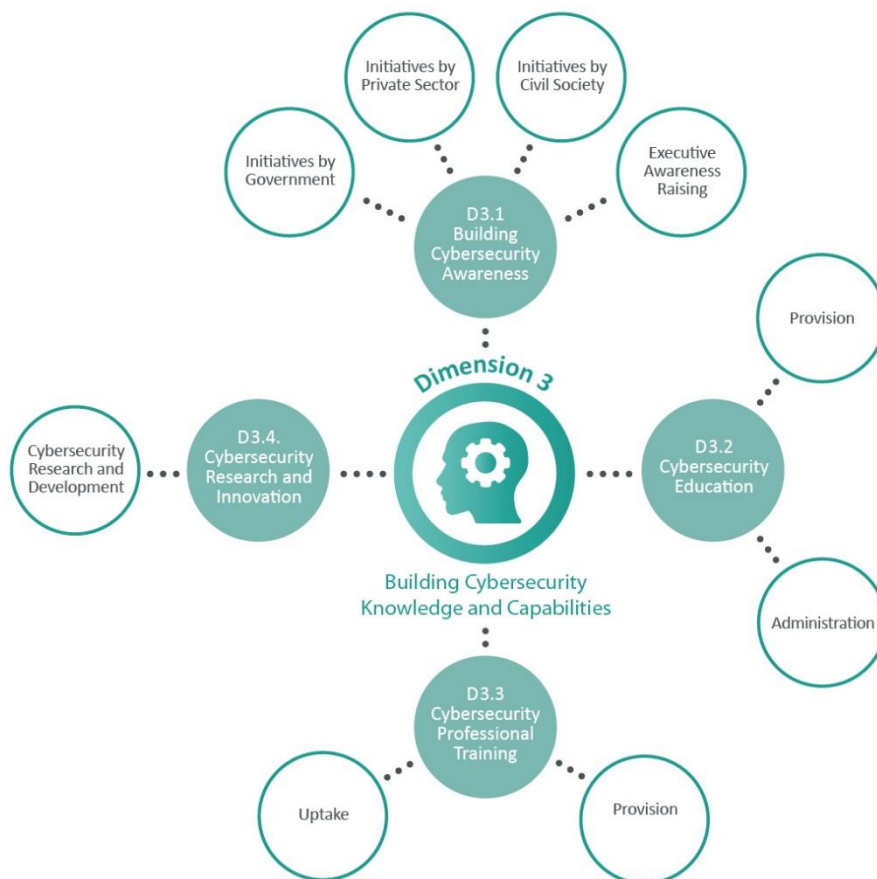 Initiatives by
Private Sector
Initiatives by
Civil Society
Initiatives by
Government
Executive
Awareness
Raising
D3.1
Building
Cybersecurity
Awareness
Provision
Dimension 3
D3.4.
Cybersecurity
Research and
Innovation
Cybersecurity
Research and
Development
D3.2
Cybersecurity
Education
Building Cybersecurity
Knowledge and Capabilities
Administration
D3.3
Cybersecurity
Professional
Training
Uptake
Provision